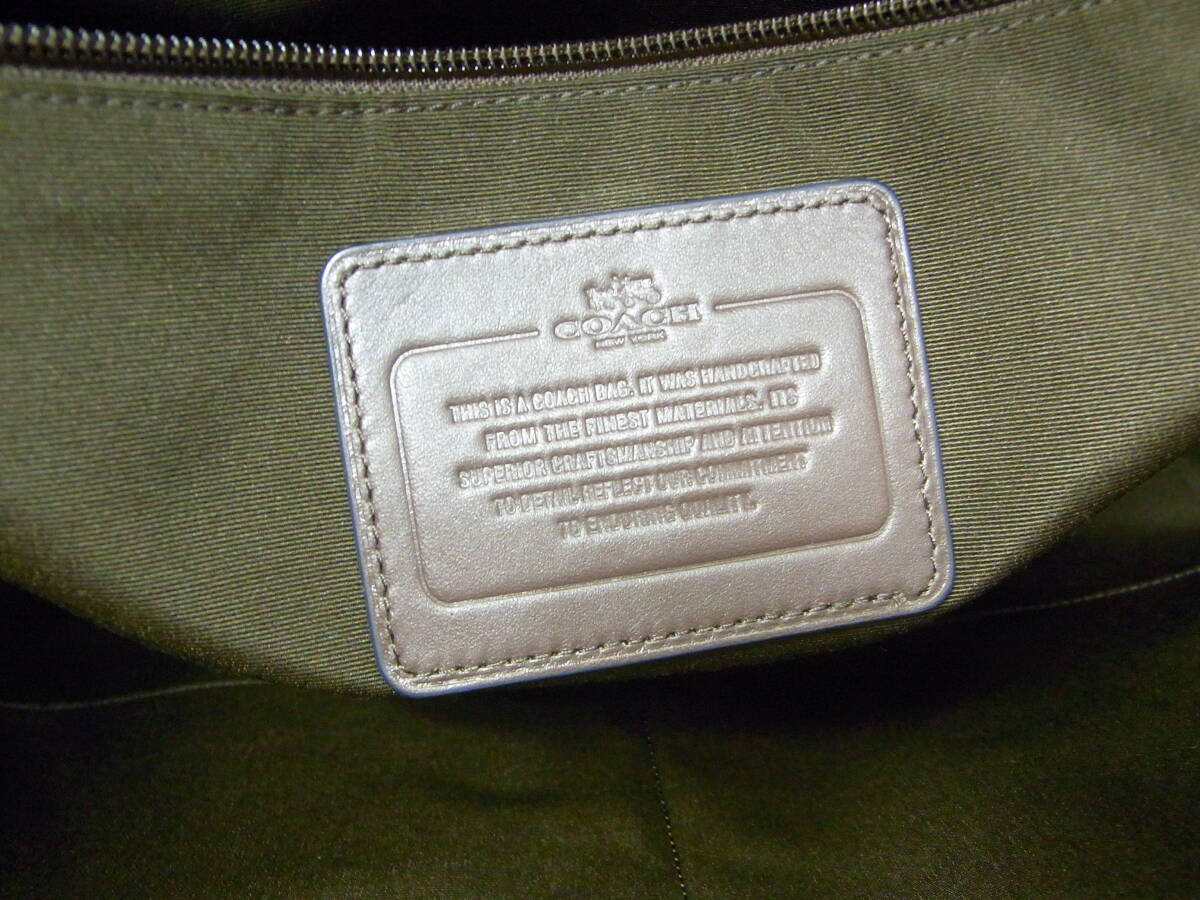 COACH
NEW YORK
THIS IS A COACH BAG. IT WAS HANDCRAFTED
FROM THE FINEST MATERIALS. ITS
SUPERIOR CRAFTSMANSHIP AND ATTENTION
TO DETAIL REFLECT OUR COMMITMENT
TO ENDURING QUALITY.